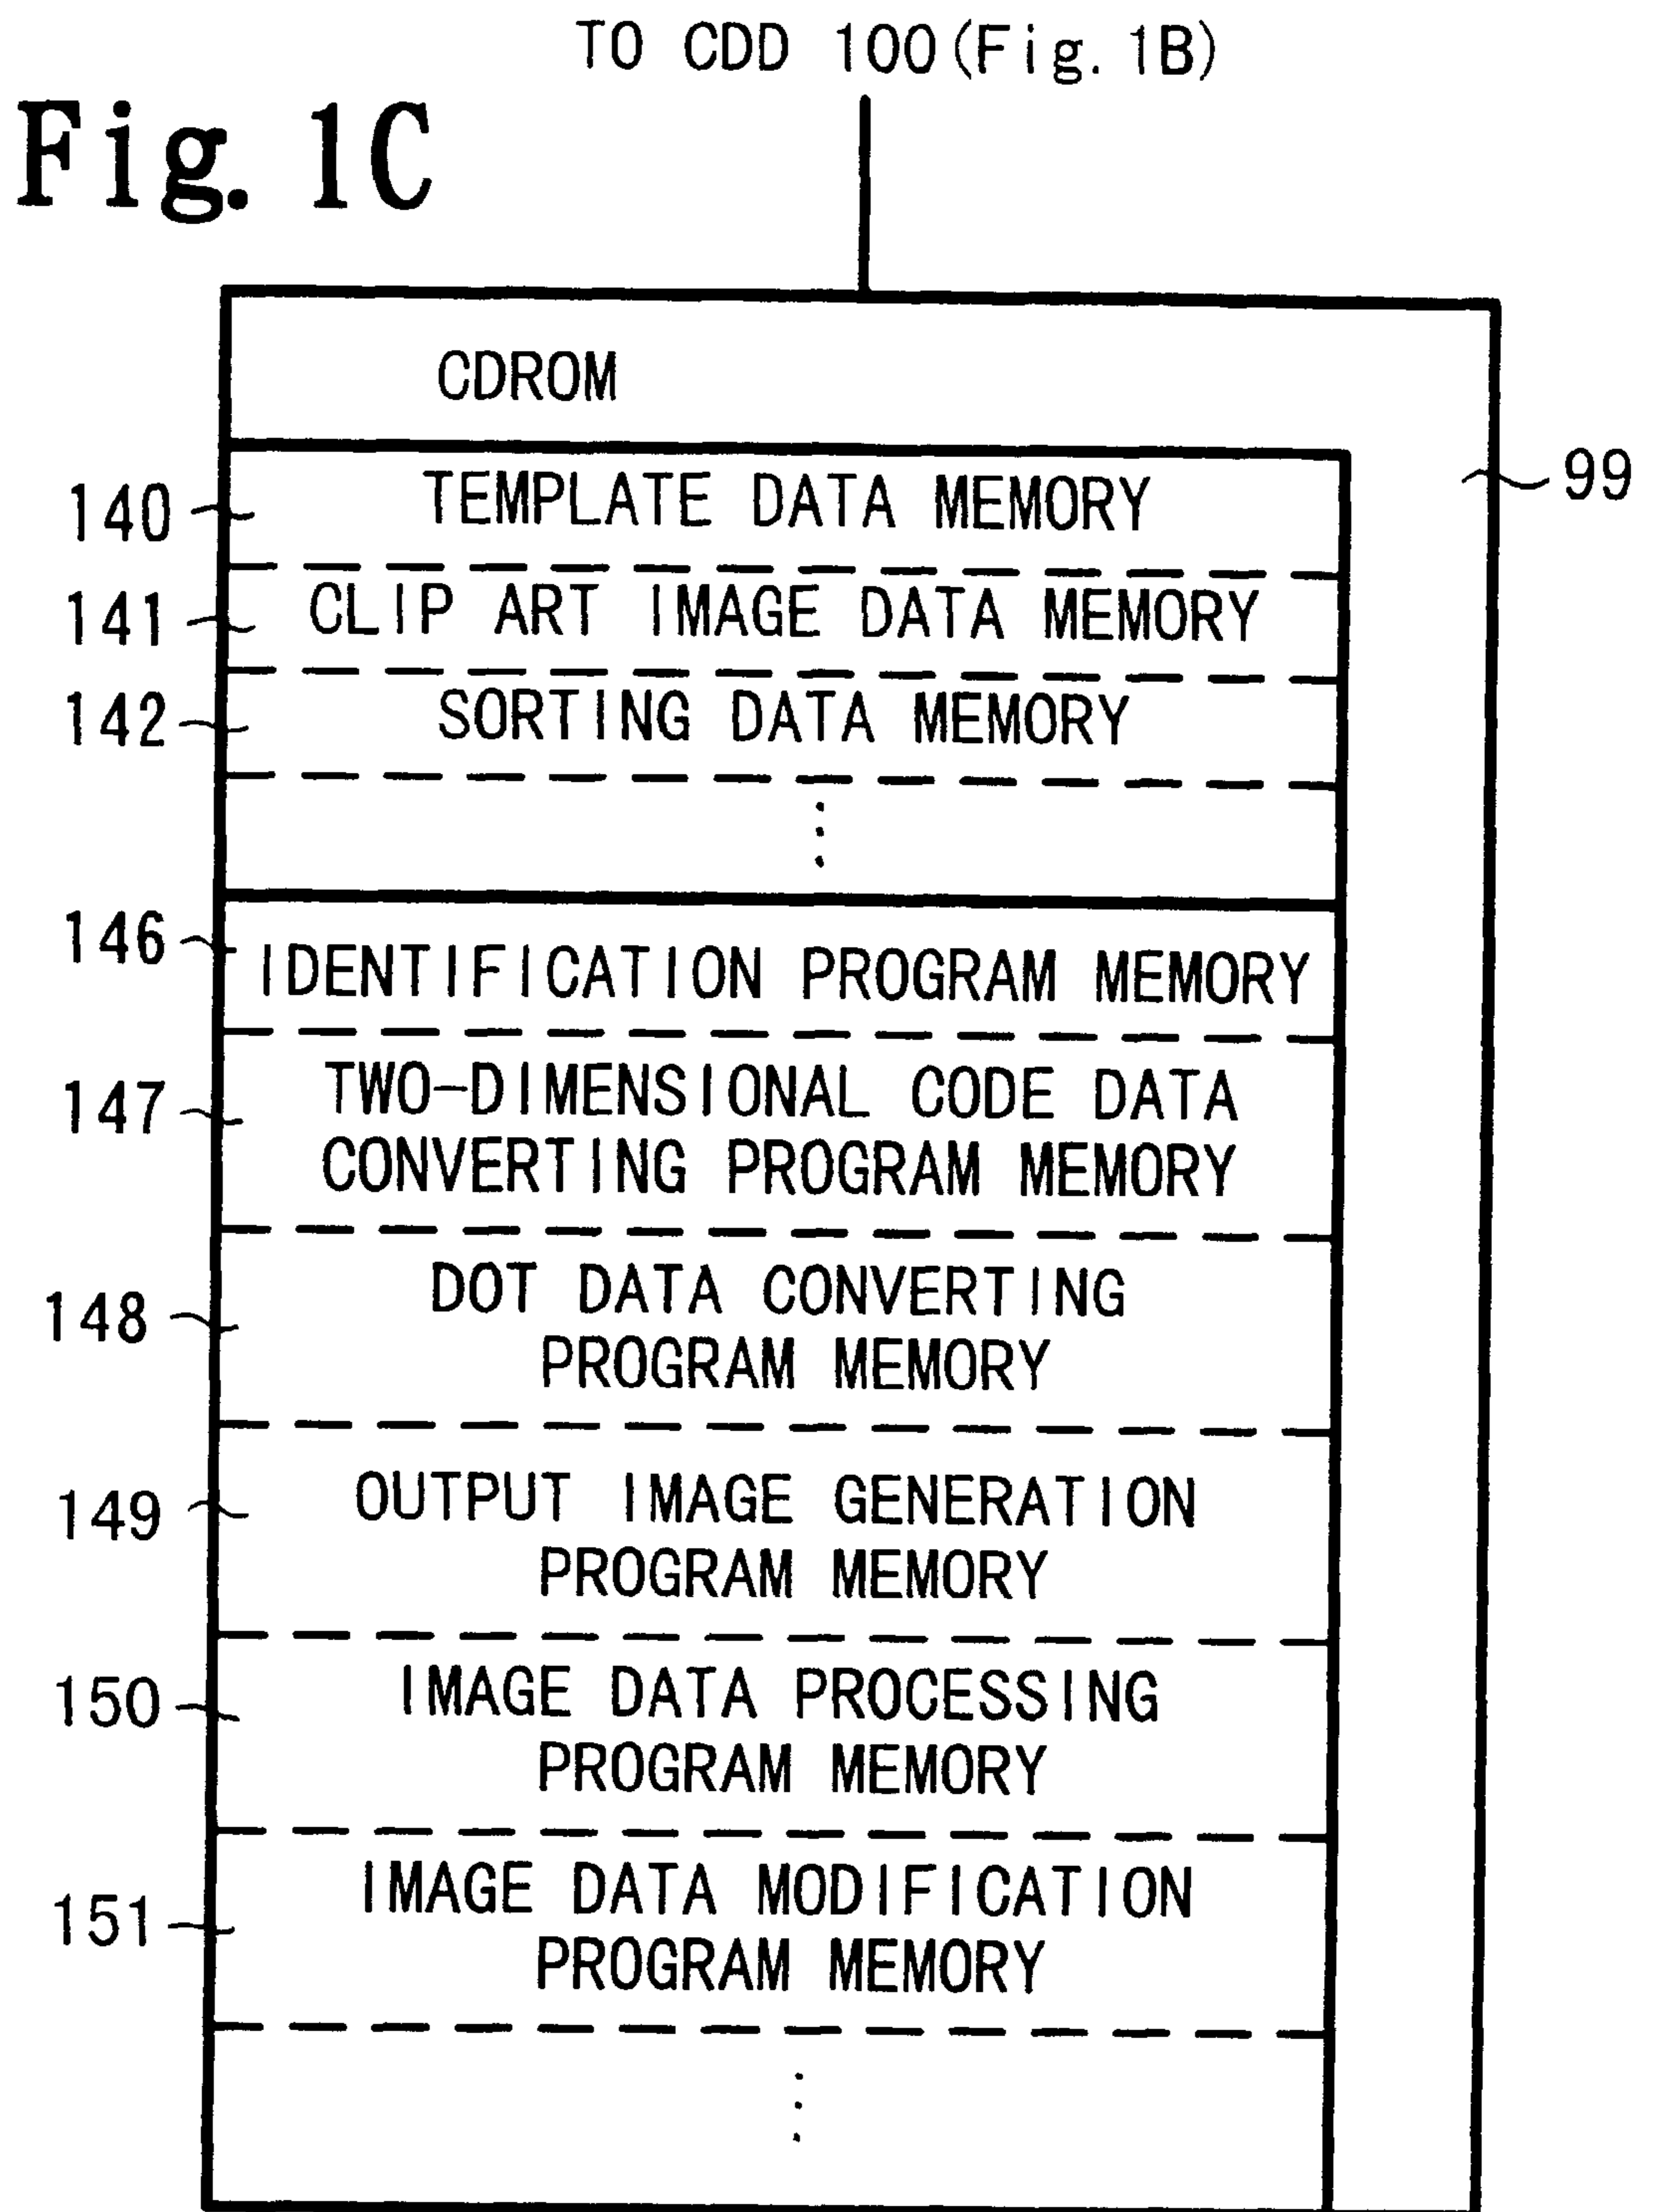 TO CDD 100(Fig. 1B)
Fig. 1C
CDROM
99
140
TEMPLATE DATA MEMORY
141
CLIP ART IMAGE DATA MEMORY
142
SORTING DATA MEMORY
146
IDENTIFICATION PROGRAM MEMORY
147
TWO-DIMENSIONAL CODE DATA
CONVERTING PROGRAM MEMORY
148
DOT DATA CONVERTING
PROGRAM MEMORY
149
OUTPUT IMAGE GENERATION
PROGRAM MEMORY
150
IMAGE DATA PROCESSING
PROGRAM MEMORY
151
IMAGE DATA MODIFICATION
PROGRAM MEMORY